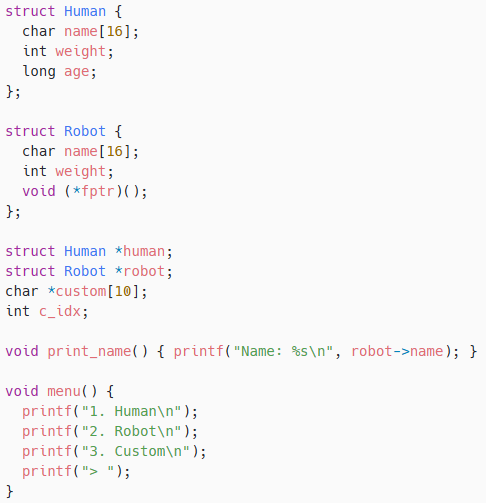 struct Human {
  char name[16];
  int weight;
  long age;
};

struct Robot {
  char name[16];
  int weight;
  void (*fptr)();
};

struct Human *human;
struct Robot *robot;
char *custom[10];
int c_idx;

void print_name() { printf("Name: %s\n", robot->name); }

void menu() {
  printf("1. Human\n");
  printf("2. Robot\n");
  printf("3. Custom\n");
  printf("> ");
}